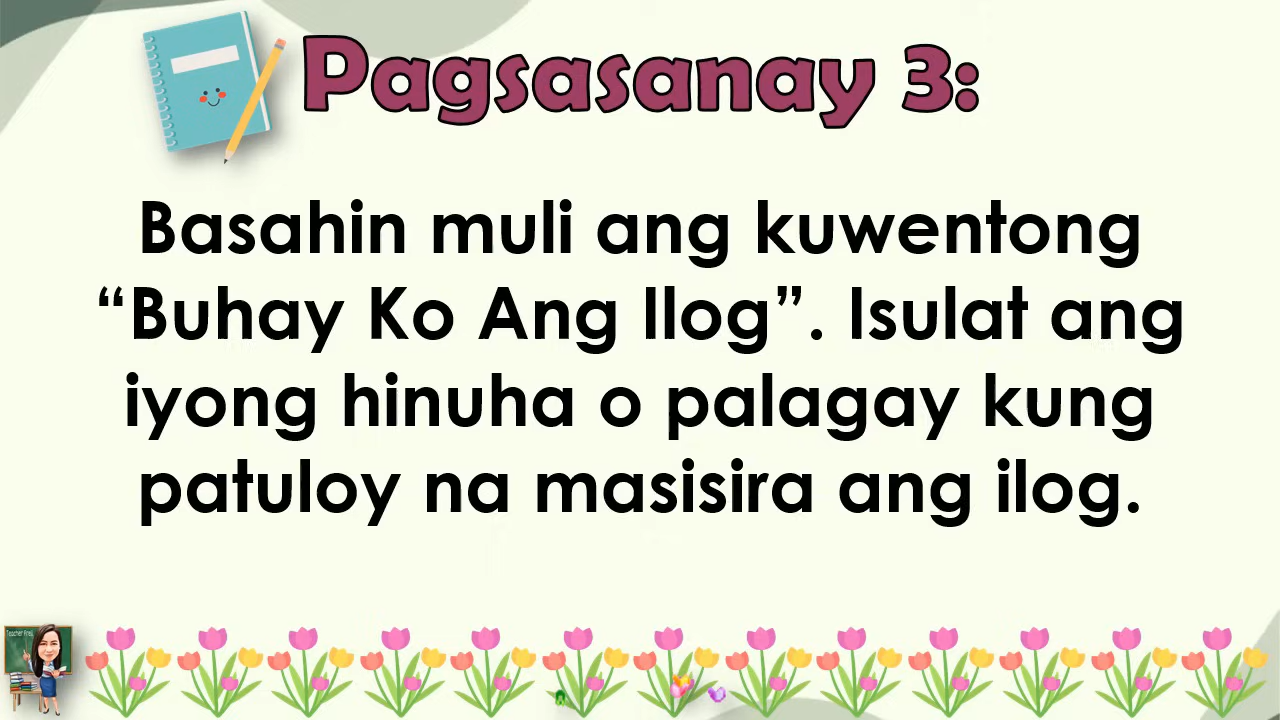 Pagsasanay 3:
Basahin muli ang kuwentong
“Buhay Ko Ang Ilog”. Isulat ang
iyong hinuha o palagay kung
patuloy na masisira ang ilog.